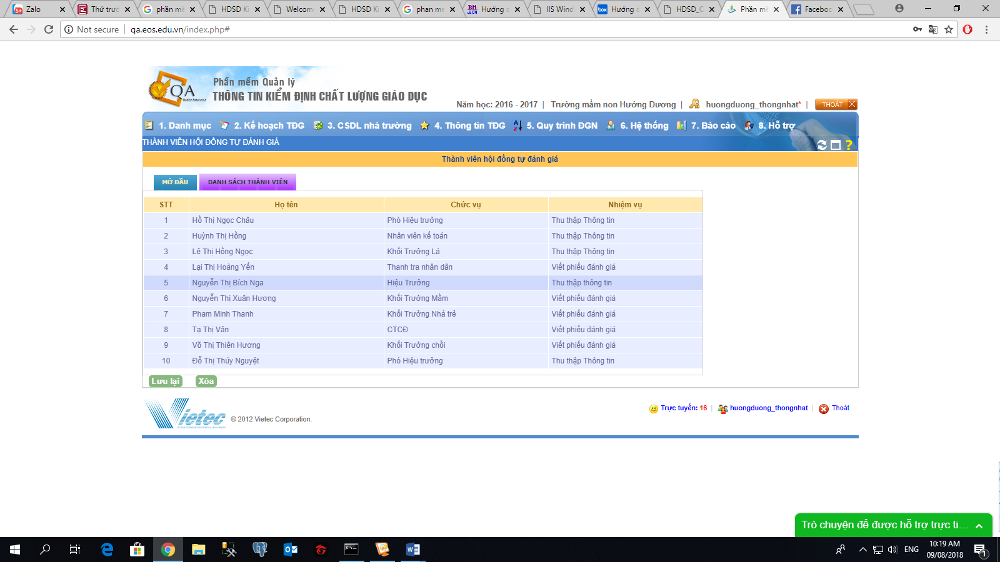 Zalo
Thứ trưở
phần mề
HDSD Ki
Welcome
HDSD Ki
phan me
BH .edu Hướng d
IIS Wind
box Hướng d
HDSD_C
Phần mề
Facebook
Not secure qa.eos.edu.vn/index.php#
QA Quality Assurance
Phần mềm Quản lý
THÔNG TIN KIỂM ĐỊNH CHẤT LƯỢNG GIÁO DỤC
Năm học: 2016 - 2017 | Trường mầm non Hướng Dương | huongduong_thongnhat* | THOÁT
1. Danh mục 2. Kế hoạch TĐG 3. CSDL nhà trường 4. Thông tin TĐG 5. Quy trình ĐGN 6. Hệ thống 7. Báo cáo 8. Hỗ trợ
THÀNH VIÊN HỘI ĐỒNG TỰ ĐÁNH GIÁ ?
Thành viên hội đồng tự đánh giá
MỞ ĐẦU DANH SÁCH THÀNH VIÊN
STT Họ tên Chức vụ Nhiệm vụ
1 Hồ Thị Ngọc Châu Phó Hiệu trưởng Thu thập Thông tin
2 Huỳnh Thị Hồng Nhân viên kế toán Thu thập Thông tin
3 Lê Thị Hồng Ngọc Khối Trưởng Lá Thu thập Thông tin
4 Lại Thị Hoàng Yến Thanh tra nhân dân Viết phiếu đánh giá
5 Nguyễn Thị Bích Nga Hiệu Trưởng Thu thập thông tin
6 Nguyễn Thị Xuân Hương Khối Trưởng Mầm Viết phiếu đánh giá
7 Pham Minh Thanh Khối Trưởng Nhà trẻ Viết phiếu đánh giá
8 Tạ Thị Vân CTCĐ Viết phiếu đánh giá
9 Võ Thị Thiên Hương Khối Trưởng chồi Viết phiếu đánh giá
10 Đỗ Thị Thúy Nguyệt Phó Hiệu trưởng Thu thập Thông tin
Lưu lại Xóa
Vietec © 2012 Vietec Corporation. Trực tuyến: 16 | huongduong_thongnhat | Thoát
Trò chuyện để được hỗ trợ trực ti...
ENG 10:19 AM
09/08/2018 1